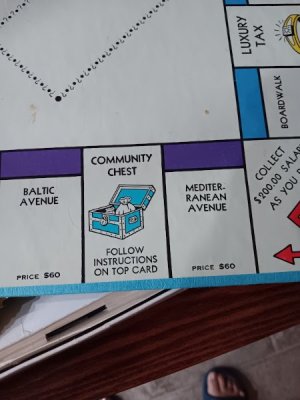 LUXURY
TAX
BOARDWALK
COLLECT
$200.00 SALAR
AS YOU
BALTIC
AVENUE
PRICE $60
COMMUNITY
CHEST
FOLLOW
INSTRUCTIONS
ON TOP CARD
MEDITER-
RANEAN
AVENUE
PRICE $60